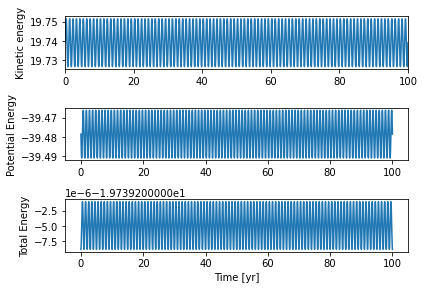 Kinetic energy
19.75
19.74
19.73
0 20 40 60 80 100
Potential Energy
−39.47
−39.48
−39.49
0 20 40 60 80 100
1e−6−1.9739200000e1
Total Energy
−2.5
−5.0
−7.5
0 20 40 60 80 100
Time [yr]